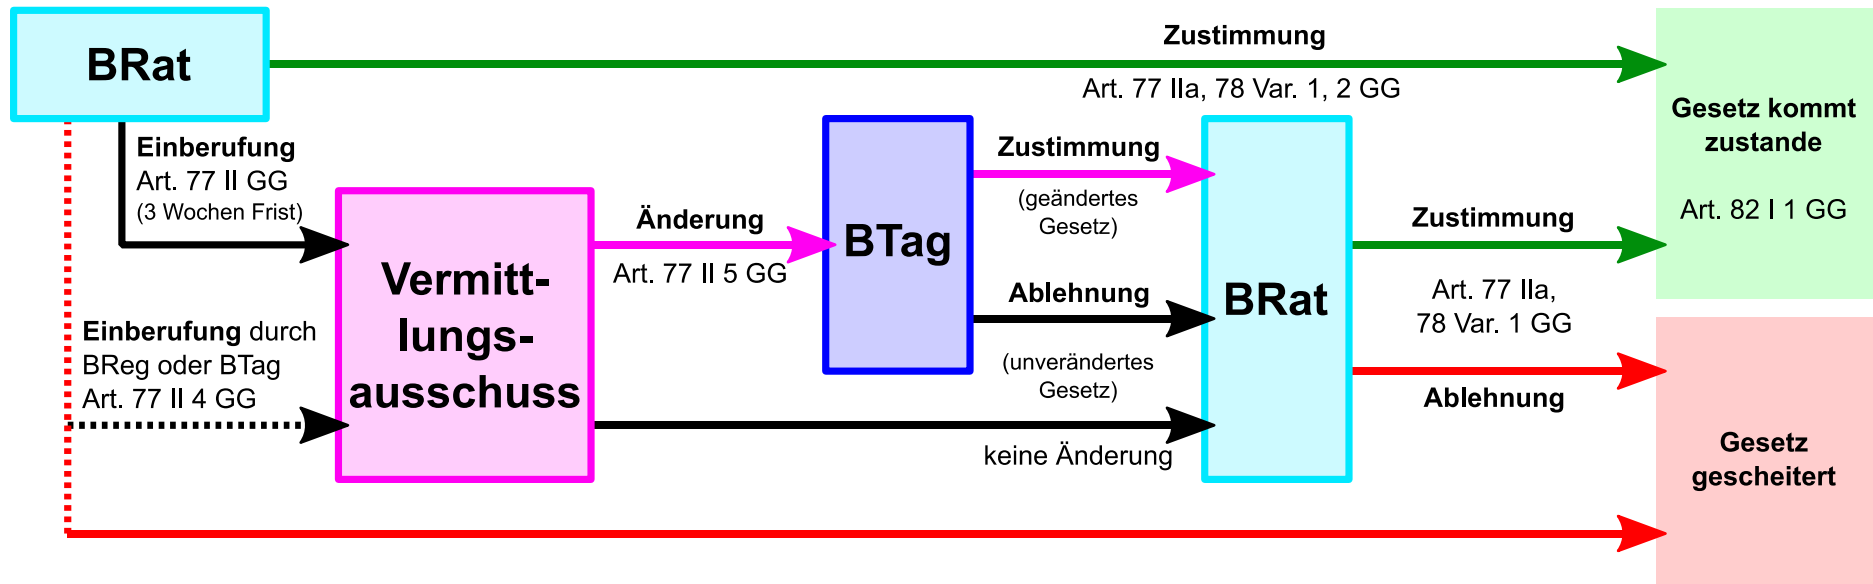 BRat
Zustimmung
Art. 77 IIa, 78 Var. 1, 2 GG
Einberufung
Art. 77 II GG
(3 Wochen Frist)
Einberufung durch
BReg oder BTag
Art. 77 II 4 GG
Vermitt-
lungs-
ausschuss
Änderung
Art. 77 II 5 GG
BTag
Zustimmung
(geändertes
Gesetz)
Ablehnung
(unverändertes
Gesetz)
keine Änderung
BRat
Zustimmung
Art. 77 IIa,
78 Var. 1 GG
Ablehnung
Gesetz kommt
zustande
Art. 82 I 1 GG
Gesetz
gescheitert